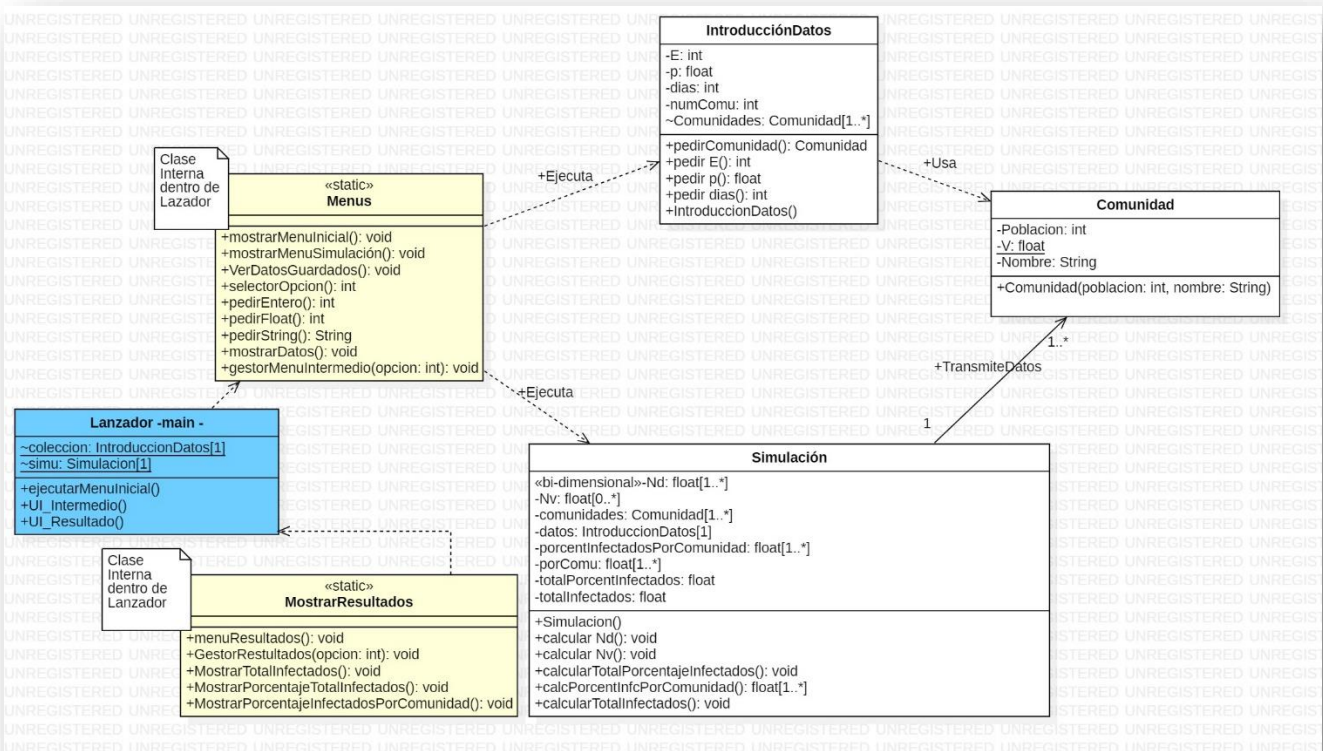 IntroducciónDatos
-E: int
-p: float
-dias: int
-numComu: int
~Comunidades: Comunidad[1..*]
+pedirComunidad(): Comunidad
+pedir E(): int
+pedir p(): float
+pedir dias(): int
+IntroduccionDatos()
Clase
Interna
dentro de
Lazador
«static»
Menus
+mostrarMenuInicial(): void
+mostrarMenuSimulación(): void
+VerDatosGuardados(): void
+selectorOpcion(): int
+pedirEntero(): int
+pedirFloat(): int
+pedirString(): String
+mostrarDatos(): void
+gestorMenuIntermedio(opcion: int): void
+Ejecuta
+Usa
Comunidad
-Poblacion: int
-V: float
-Nombre: String
+Comunidad(poblacion: int, nombre: String)
1..*
+TransmiteDatos
1
+Ejecuta
Lanzador -main -
~coleccion: IntroduccionDatos[1]
~simu: Simulacion[1]
+ejecutarMenuInicial()
+UI_Intermedio()
+UI_Resultado()
Simulación
«bi-dimensional»-Nd: float[1..*]
-Nv: float[0..*]
-comunidades: Comunidad[1..*]
-datos: IntroduccionDatos[1]
-porcentInfectadosPorComunidad: float[1..*]
-porComu: float[1..*]
-totalPorcentInfectados: float
-totalInfectados: float
+Simulacion()
+calcular Nd(): void
+calcular Nv(): void
+calcularTotalPorcentajeInfectados(): void
+calcPorcentInfcPorComunidad(): float[1..*]
+calcularTotalInfectados(): void
Clase
Interna
dentro de
Lanzador
«static»
MostrarResultados
+menuResultados(): void
+GestorRestultados(opcion: int): void
+MostrarTotalInfectados(): void
+MostrarPorcentajeTotalInfectados(): void
+MostrarPorcentajeInfectadosPorComunidad(): void
UNREGISTERED